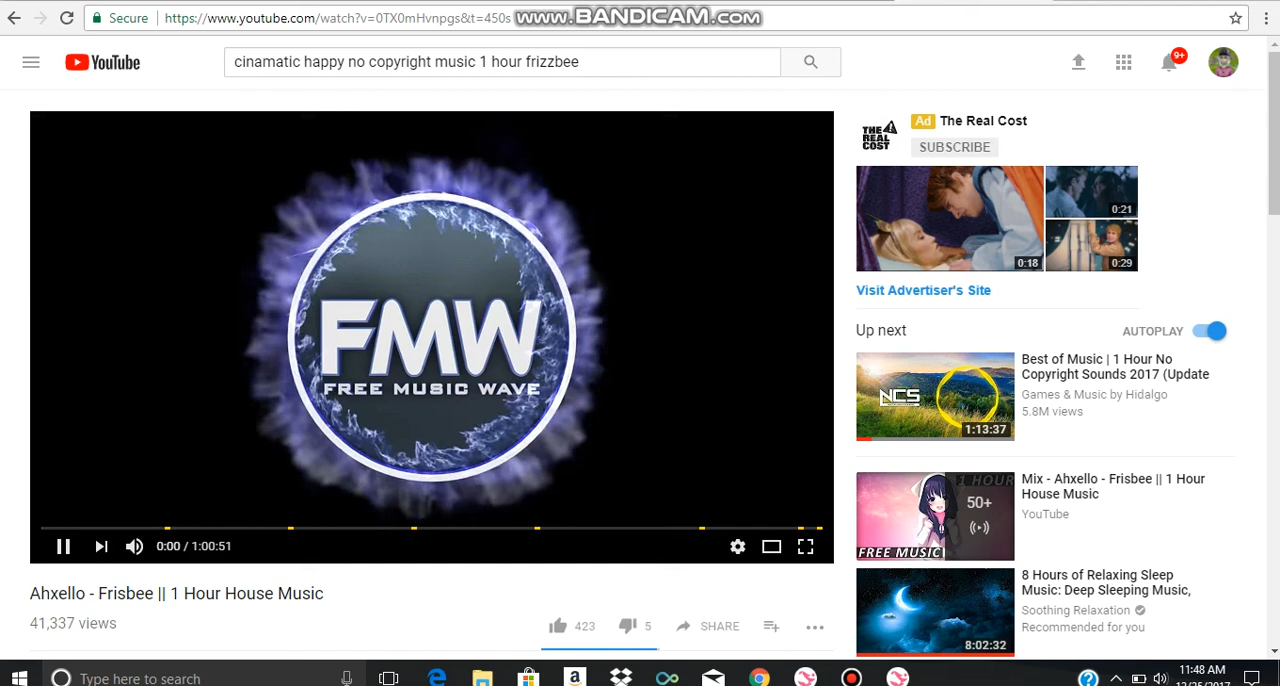 Secure | https://www.youtube.com/watch?v=0TX0mHvnpgs&t=450s
www.BANDICAM.com
YouTube
cinamatic happy no copyright music 1 hour frizzbee
9+
FMW
FREE MUSIC WAVE
0:00 / 1:00:51
Ahxello - Frisbee || 1 Hour House Music
41,337 views
423
5
SHARE
THE REAL COST
Ad The Real Cost
SUBSCRIBE
0:18
0:21
0:29
Visit Advertiser's Site
Up next
AUTOPLAY
NCS
1:13:37
Best of Music | 1 Hour No
Copyright Sounds 2017 (Update
Games & Music by Hidalgo
5.8M views
1 HOUR
50+
FREE MUSIC
Mix - Ahxello - Frisbee || 1 Hour
House Music
YouTube
8:02:32
8 Hours of Relaxing Sleep
Music: Deep Sleeping Music,
Soothing Relaxation
Recommended for you
Type here to search
11:48 AM